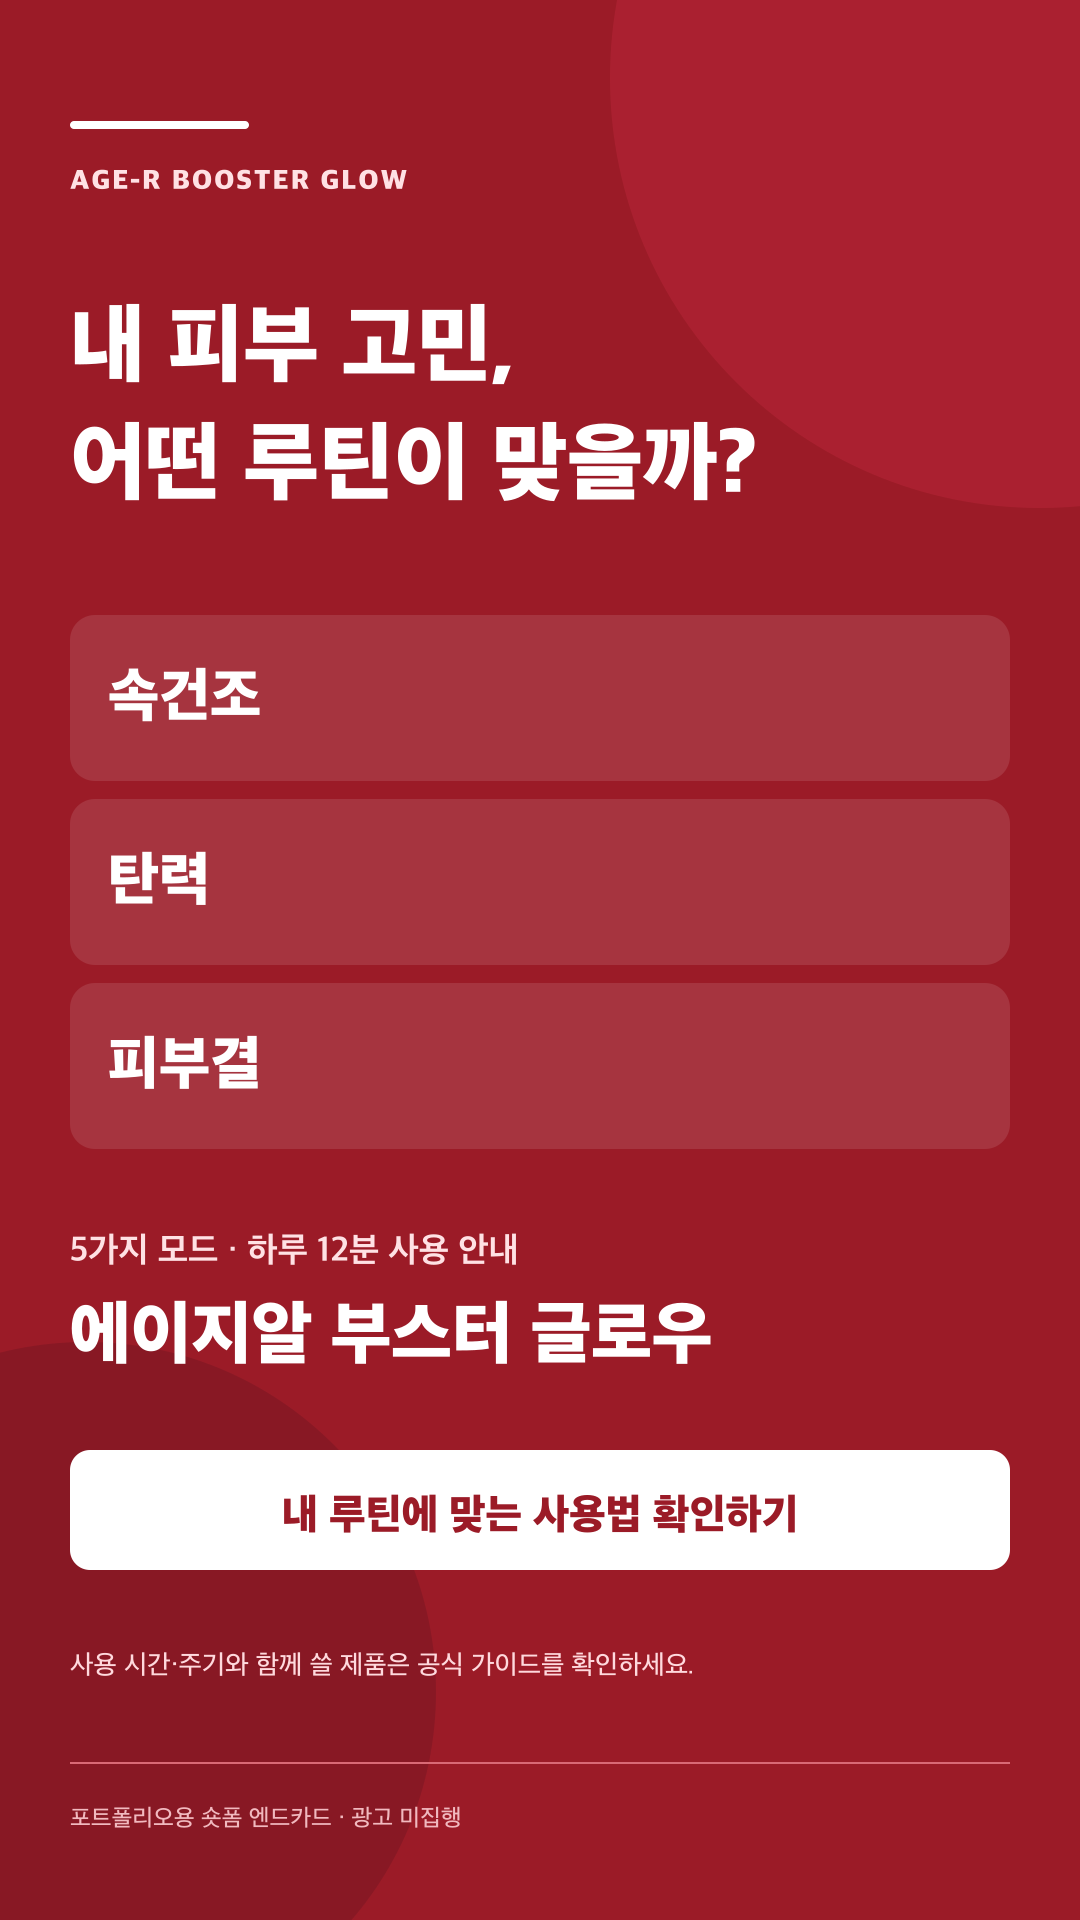 AGE-R BOOSTER GLOW
내 피부 고민,
어떤 루틴이 맞을까?
속건조
탄력
피부결
5가지 모드 · 하루 12분 사용 안내
에이지알 부스터 글로우
내 루틴에 맞는 사용법 확인하기
사용 시간·주기와 함께 쓸 제품은 공식 가이드를 확인하세요.
포트폴리오용 숏폼 엔드카드 · 광고 미집행